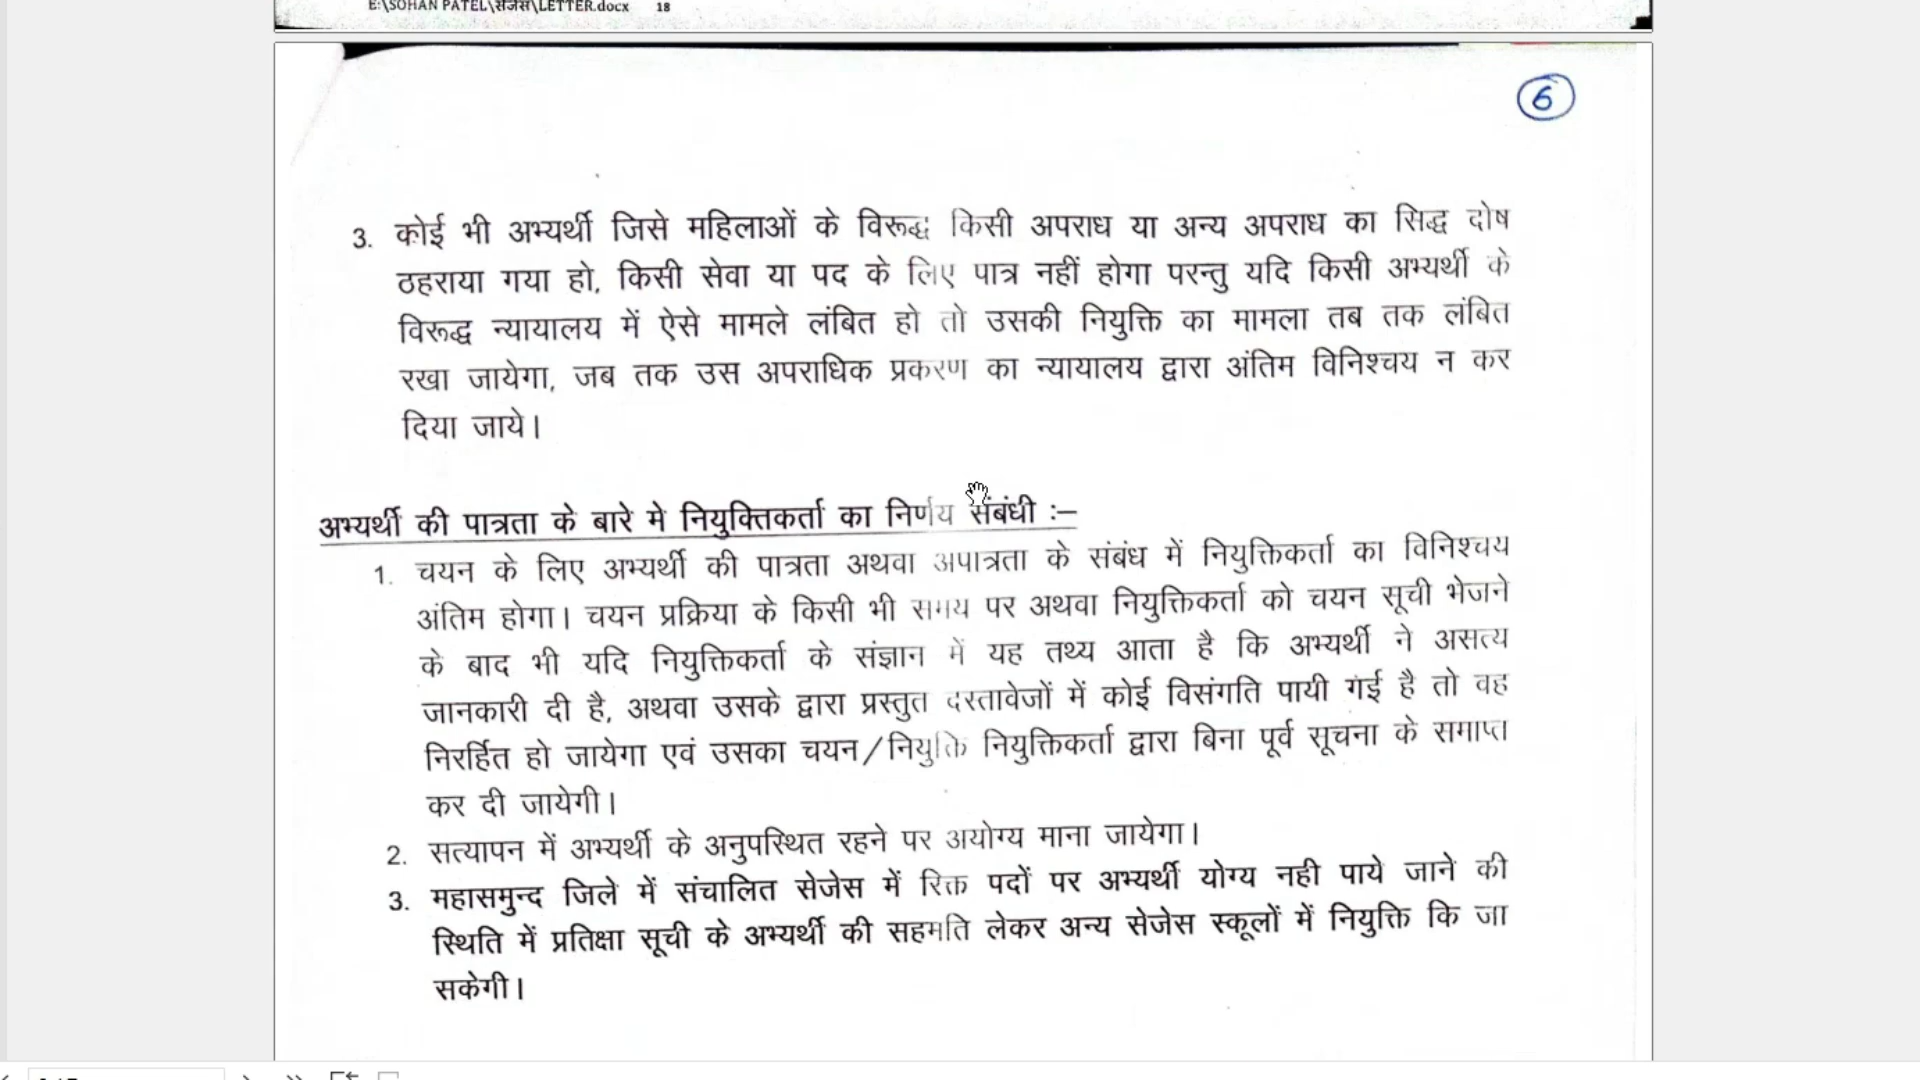 E:\SOHAN PATEL\सेजेस\LETTER.docx 18
6
3. कोई भी अभ्यर्थी जिसे महिलाओं के विरूद्ध किसी अपराध या अन्य अपराध का सिद्ध दोष
ठहराया गया हो, किसी सेवा या पद के लिए पात्र नहीं होगा परन्तु यदि किसी अभ्यर्थी के
विरूद्ध न्यायालय में ऐसे मामले लंबित हो तो उसकी नियुक्ति का मामला तब तक लंबित
रखा जायेगा, जब तक उस अपराधिक प्रकरण का न्यायालय द्वारा अंतिम विनिश्चय न कर
दिया जाये।
अभ्यर्थी की पात्रता के बारे मे नियुक्तिकर्ता का निर्णय संबंधी :–
1. चयन के लिए अभ्यर्थी की पात्रता अथवा अपात्रता के संबंध में नियुक्तिकर्ता का विनिश्चय
अंतिम होगा। चयन प्रक्रिया के किसी भी समय पर अथवा नियुक्तिकर्ता को चयन सूची भेजने
के बाद भी यदि नियुक्तिकर्ता के संज्ञान में यह तथ्य आता है कि अभ्यर्थी ने असत्य
जानकारी दी है, अथवा उसके द्वारा प्रस्तुत दस्तावेजों में कोई विसंगति पायी गई है तो वह
निरर्हित हो जायेगा एवं उसका चयन/नियुक्ति नियुक्तिकर्ता द्वारा बिना पूर्व सूचना के समाप्त
कर दी जायेगी।
2. सत्यापन में अभ्यर्थी के अनुपस्थित रहने पर अयोग्य माना जायेगा।
3. महासमुन्द जिले में संचालित सेजेस में रिक्त पदों पर अभ्यर्थी योग्य नही पाये जाने की
स्थिति में प्रतिक्षा सूची के अभ्यर्थी की सहमति लेकर अन्य सेजेस स्कूलों में नियुक्ति कि जा
सकेगी।